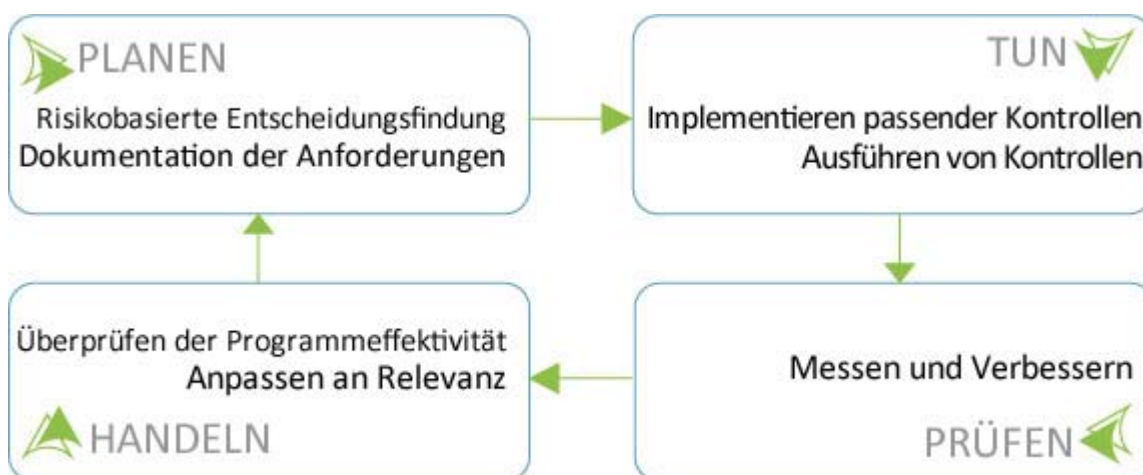 PLANEN
Risikobasierte Entscheidungsfindung
Dokumentation der Anforderungen
TUN
Implementieren passender Kontrollen
Ausführen von Kontrollen
Messen und Verbessern
PRÜFEN
Überprüfen der Programmeffektivität
Anpassen an Relevanz
HANDELN